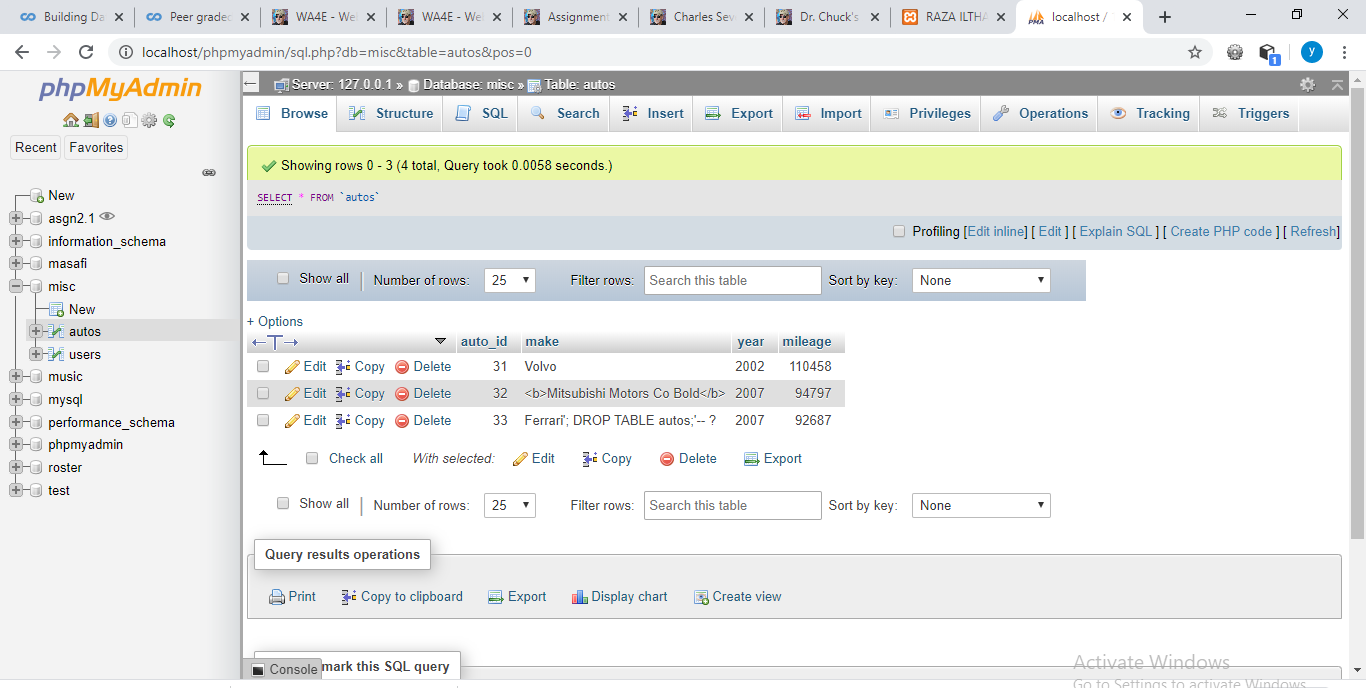 Building Da
Peer graded
WA4E - Wel
WA4E - Wel
Assignment
Charles Sev
Dr. Chuck's
RAZA ILTHA
localhost /
localhost/phpmyadmin/sql.php?db=misc&table=autos&pos=0
y
1
phpMyAdmin
Recent Favorites
New
asgn2.1
information_schema
masafi
misc
New
autos
users
music
mysql
performance_schema
phpmyadmin
roster
test
Server: 127.0.0.1 » Database: misc » Table: autos
Browse Structure SQL Search Insert Export Import Privileges Operations Tracking Triggers
Showing rows 0 - 3 (4 total, Query took 0.0058 seconds.)
SELECT * FROM `autos`
Profiling [Edit inline] [ Edit ] [ Explain SQL ] [ Create PHP code ] [ Refresh]
Show all | Number of rows: 25 Filter rows: Search this table Sort by key: None
+ Options
←T→ auto_id make year mileage
Edit Copy Delete 31 Volvo 2002 110458
Edit Copy Delete 32 <b>Mitsubishi Motors Co Bold</b> 2007 94797
Edit Copy Delete 33 Ferrari'; DROP TABLE autos;'-- ? 2007 92687
Check all With selected: Edit Copy Delete Export
Show all | Number of rows: 25 Filter rows: Search this table Sort by key: None
Query results operations
Print Copy to clipboard Export Display chart Create view
Console
mark this SQL query
Activate Windows
Go to Settings to activate Windows.